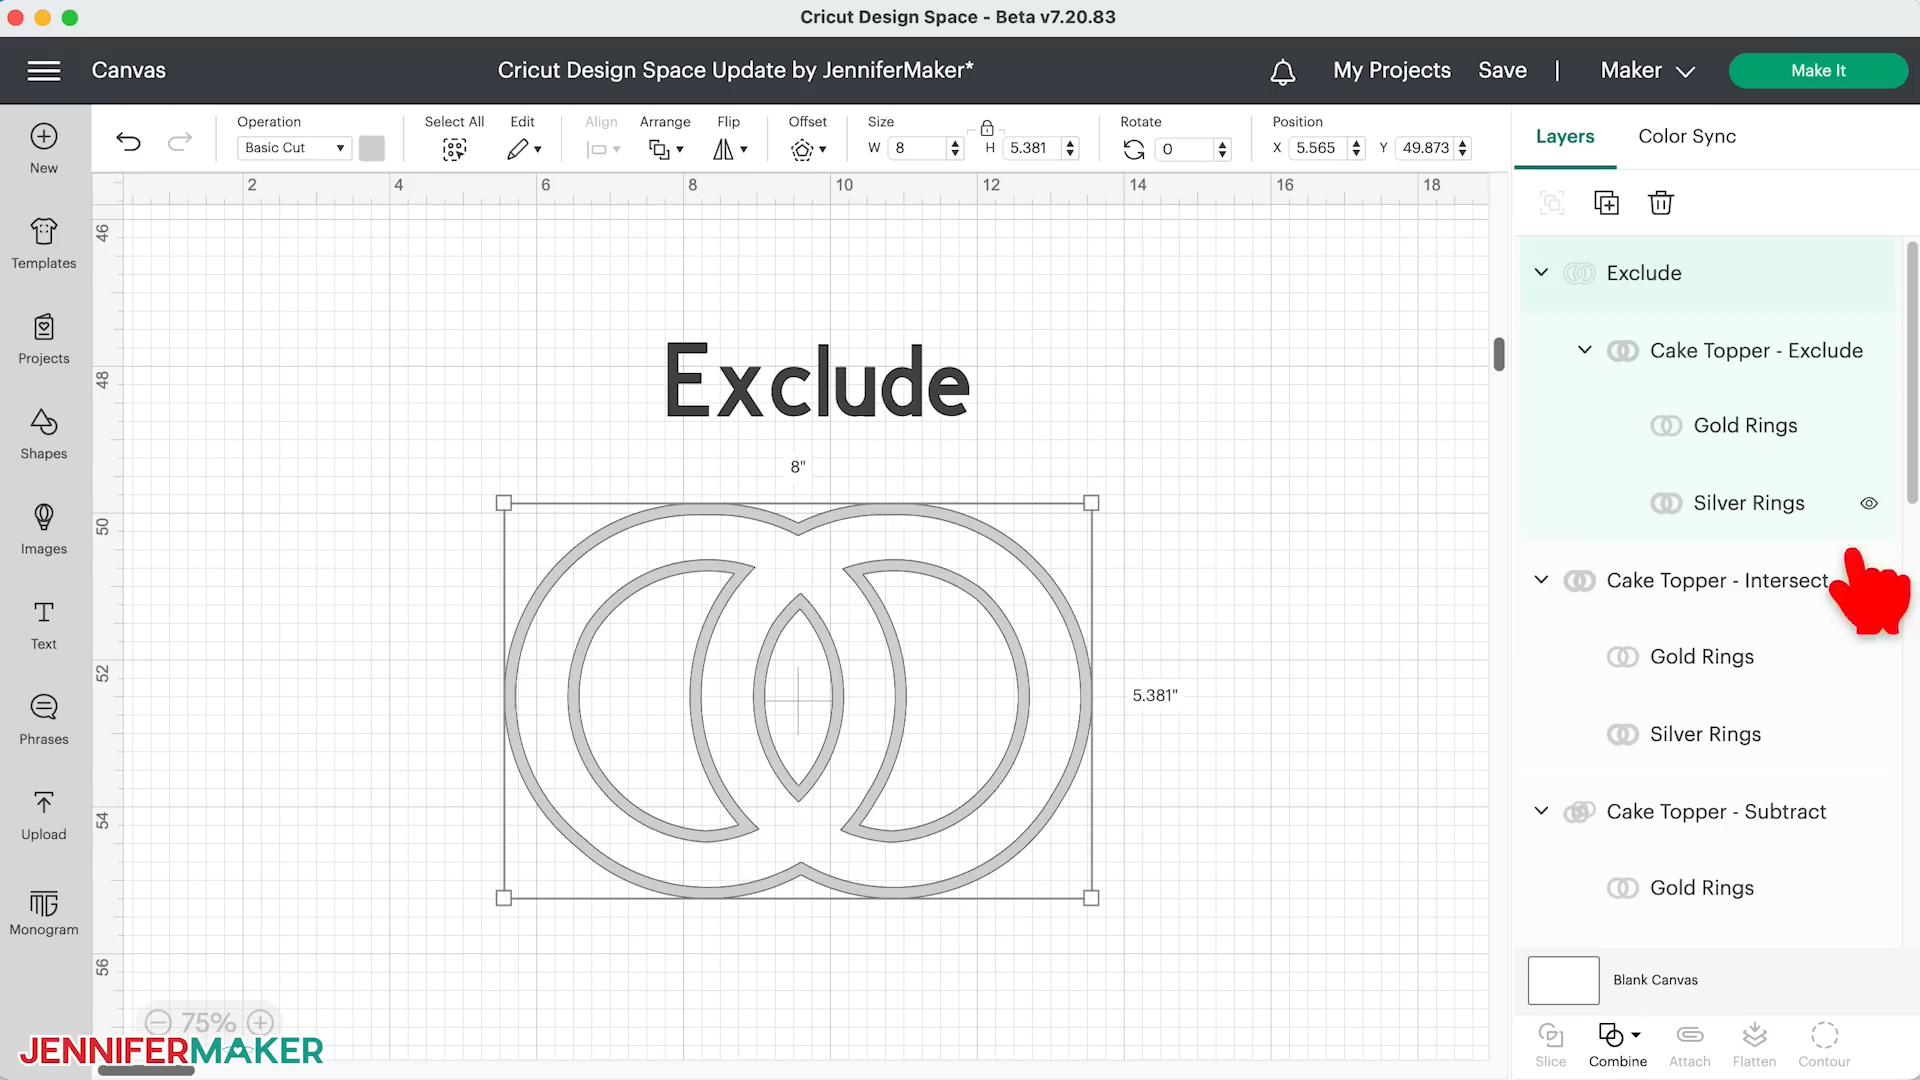 Cricut Design Space - Beta v7.20.83
Canvas
Cricut Design Space Update by JenniferMaker*
My Projects
Save
|
Maker
Make It
New
Templates
Projects
Shapes
Images
Text
Phrases
Upload
Monogram
Operation
Basic Cut
Select All
Edit
Align
Arrange
Flip
Offset
Size
W 8
H 5.381
Rotate
0
Position
X 5.565
Y 49.873
2 4 6 8 10 12 14 16 18
46
48
50
52
54
56
Exclude
8"
5.381"
75%
JENNIFERMAKER
Layers
Color Sync
Exclude
Cake Topper - Exclude
Gold Rings
Silver Rings
Cake Topper - Intersect
Gold Rings
Silver Rings
Cake Topper - Subtract
Gold Rings
Blank Canvas
Slice
Combine
Attach
Flatten
Contour